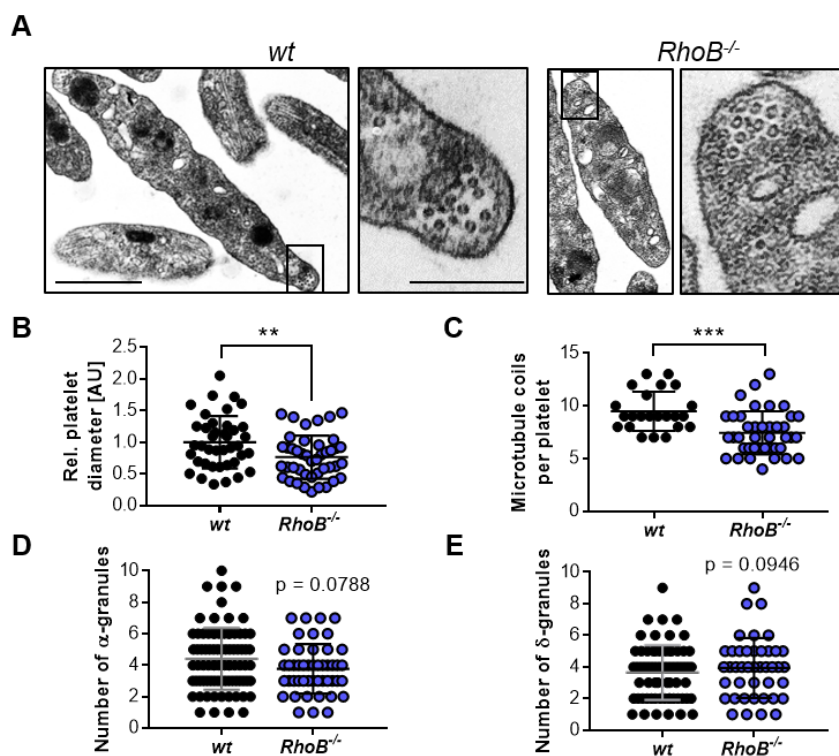 A
wt
RhoB-/-
B
**
Rel. platelet
diameter [AU]
2.5
2.0
1.5
1.0
0.5
0.0
wt
RhoB-/-
C
***
Microtubule coils
per platelet
15
10
5
0
wt
RhoB-/-
D
p = 0.0788
Number of α-granules
10
8
6
4
2
0
wt
RhoB-/-
E
p = 0.0946
Number of δ-granules
10
8
6
4
2
0
wt
RhoB-/-